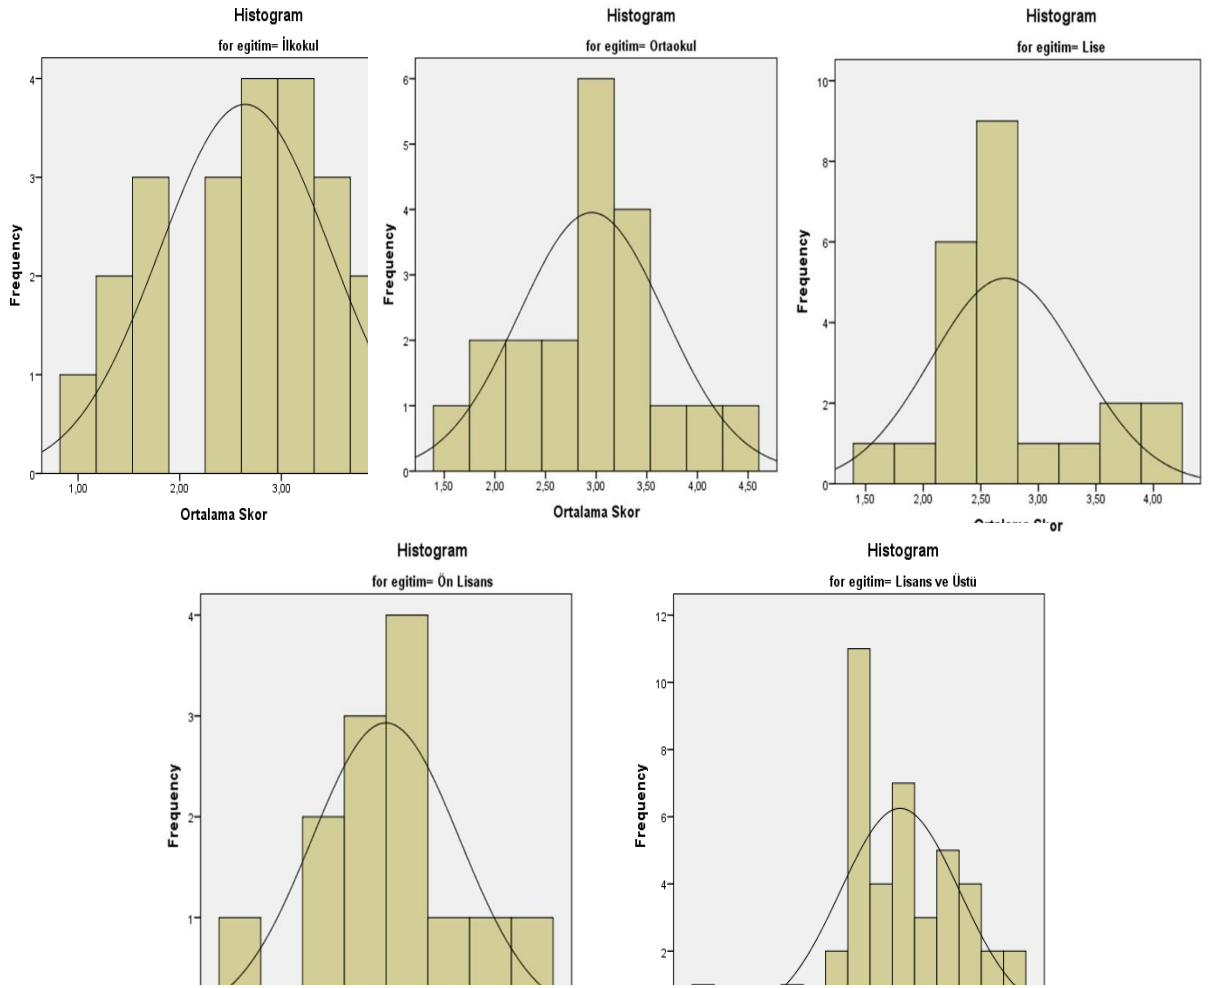 Histogram
for egitim= İlkokul
4
3
2
1
0
1,00 2,00 3,00
Frequency
Ortalama Skor
Histogram
for egitim= Ortaokul
6
5
4
3
2
1
0
1,50 2,00 2,50 3,00 3,50 4,00 4,50
Frequency
Ortalama Skor
Histogram
for egitim= Lise
10
8
6
4
2
0
1,50 2,00 2,50 3,00 3,50 4,00
Frequency
Histogram
for egitim= Ön Lisans
4
3
2
1
Frequency
Histogram
for egitim= Lisans ve Üstü
12
10
8
6
4
2
Frequency